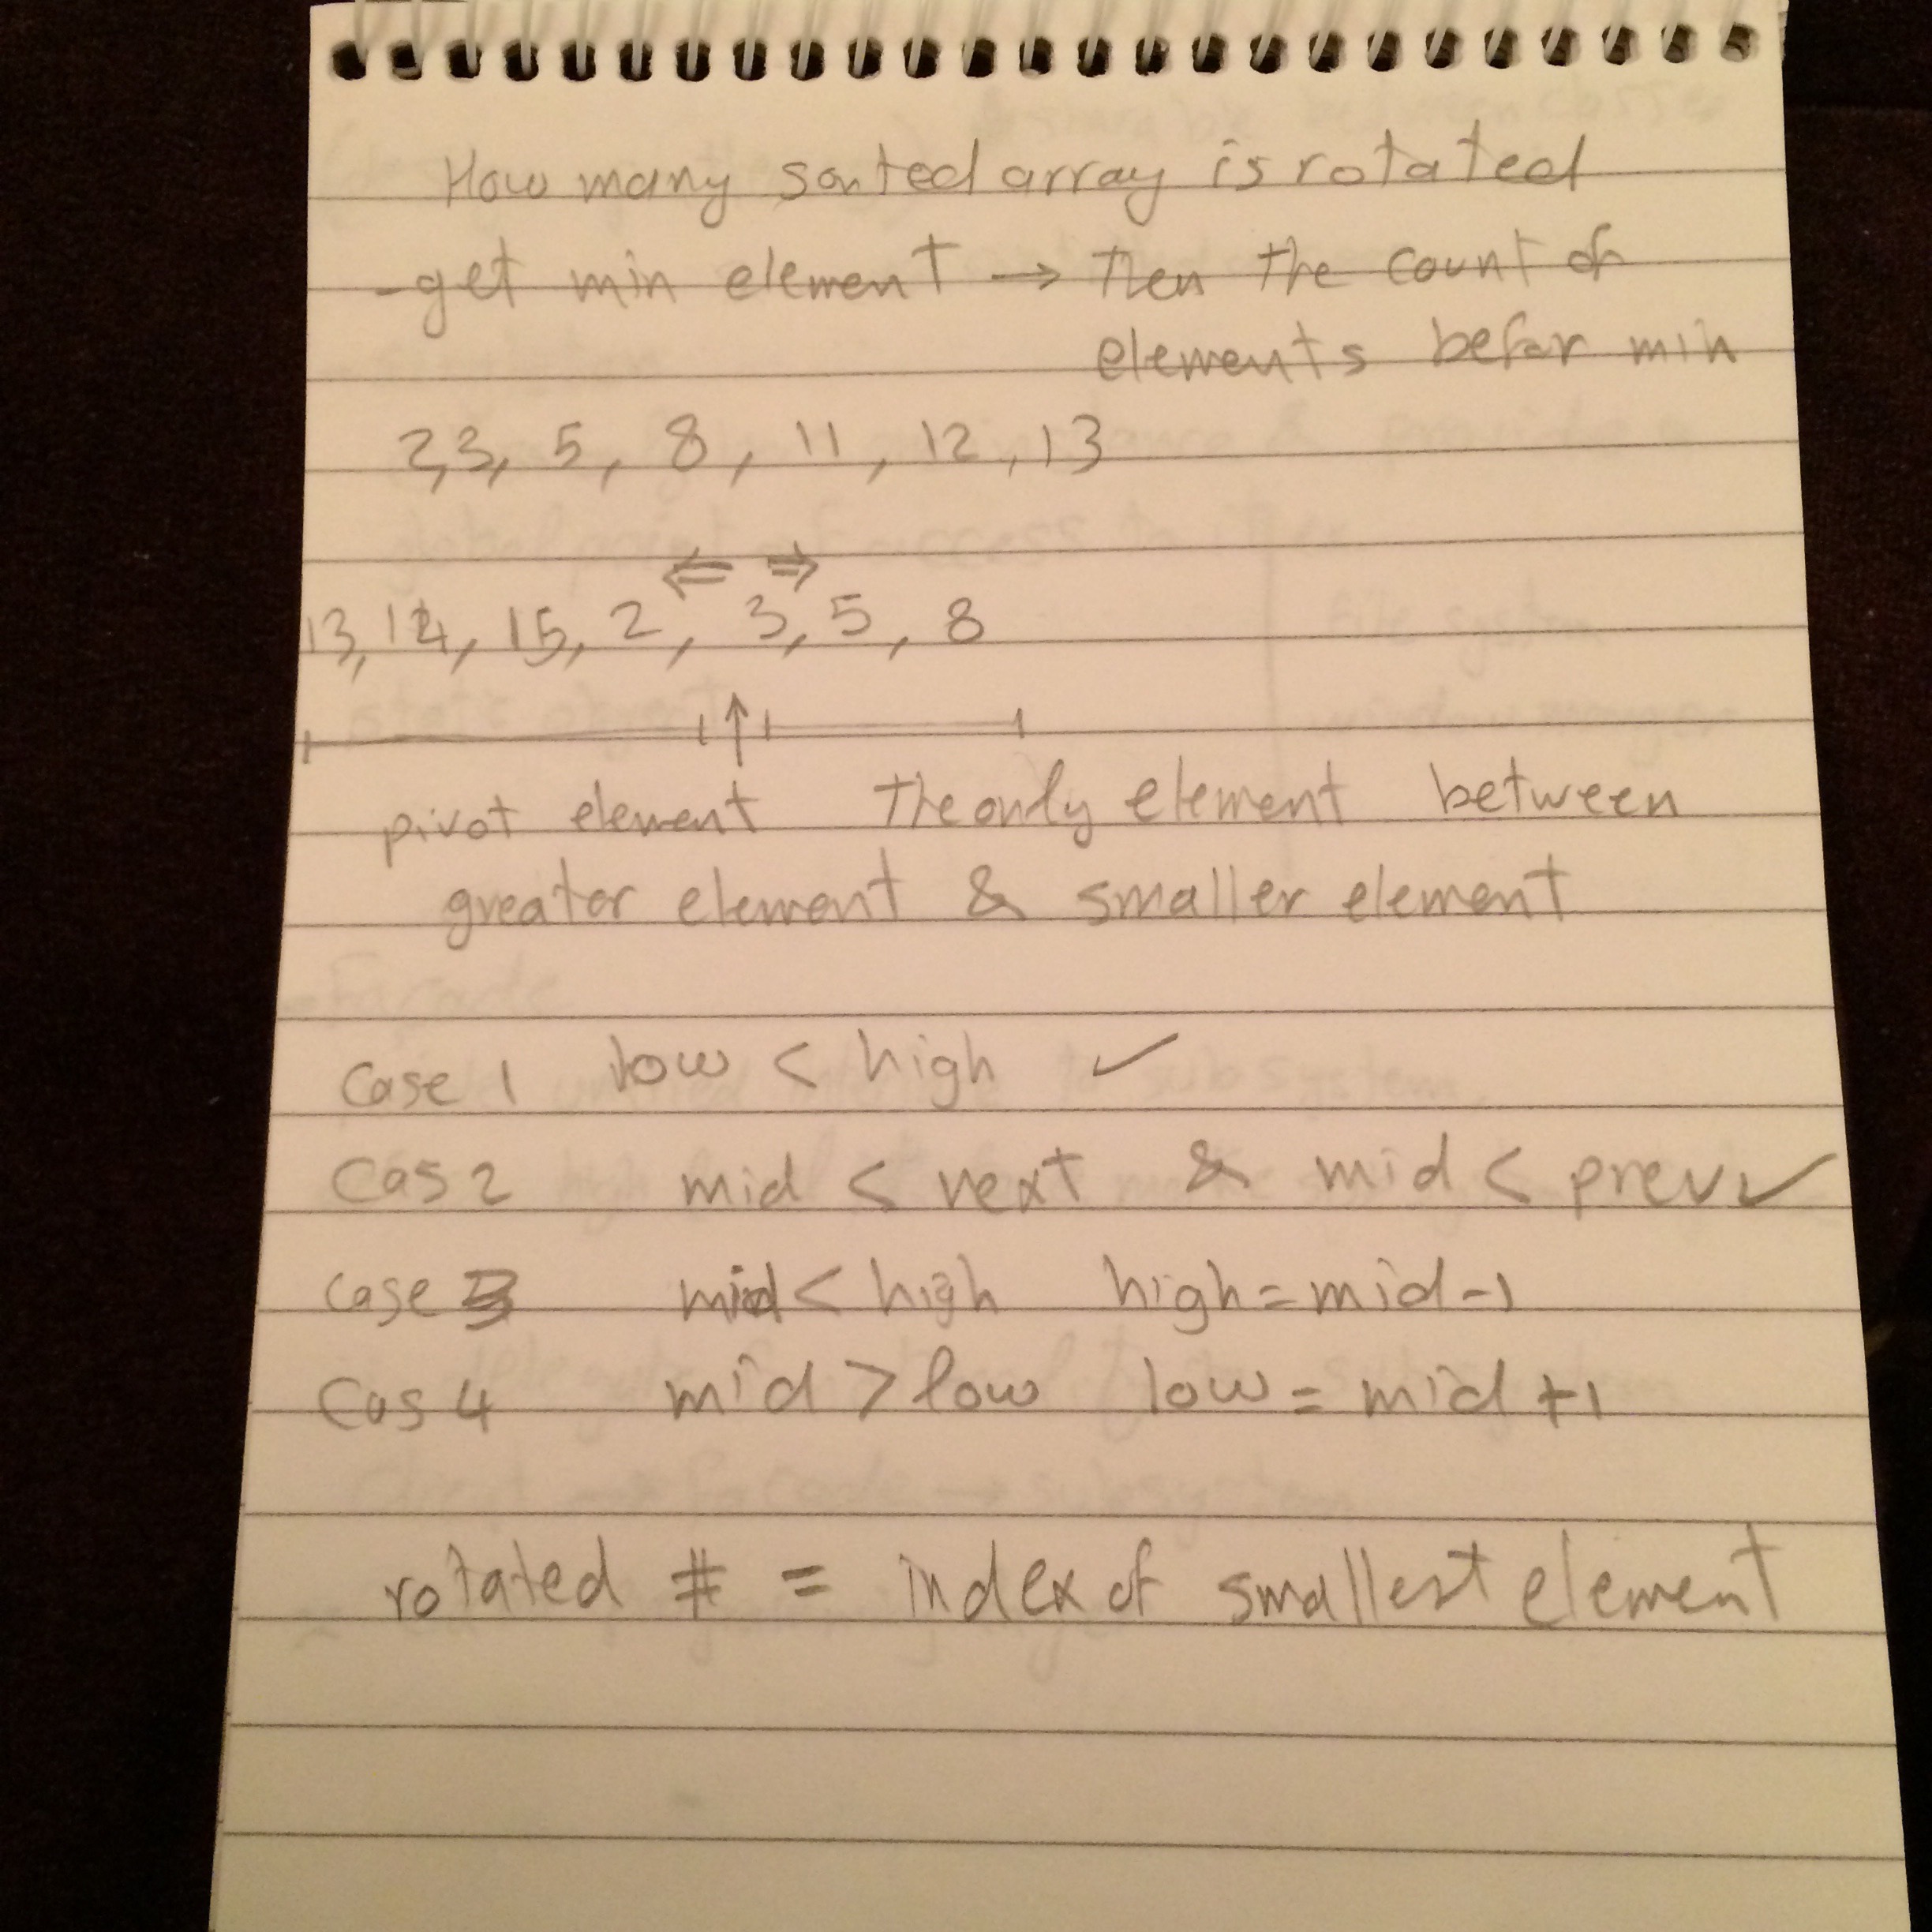 How many sorted array is rotated
-get min element → Then the count of
elements befor min
2,3, 5, 8, 11, 12, 13
⇐ ⇒
13, 14, 15, 2, 3, 5, 8
↑
pivot element The only element between
greater element & smaller element
Case 1 low < high ✓
Cas 2 mid < next & mid < prev ✓
Case 3 mid < high high = mid-1
Cas 4 mid > low low = mid +1
rotated # = index of smallest element